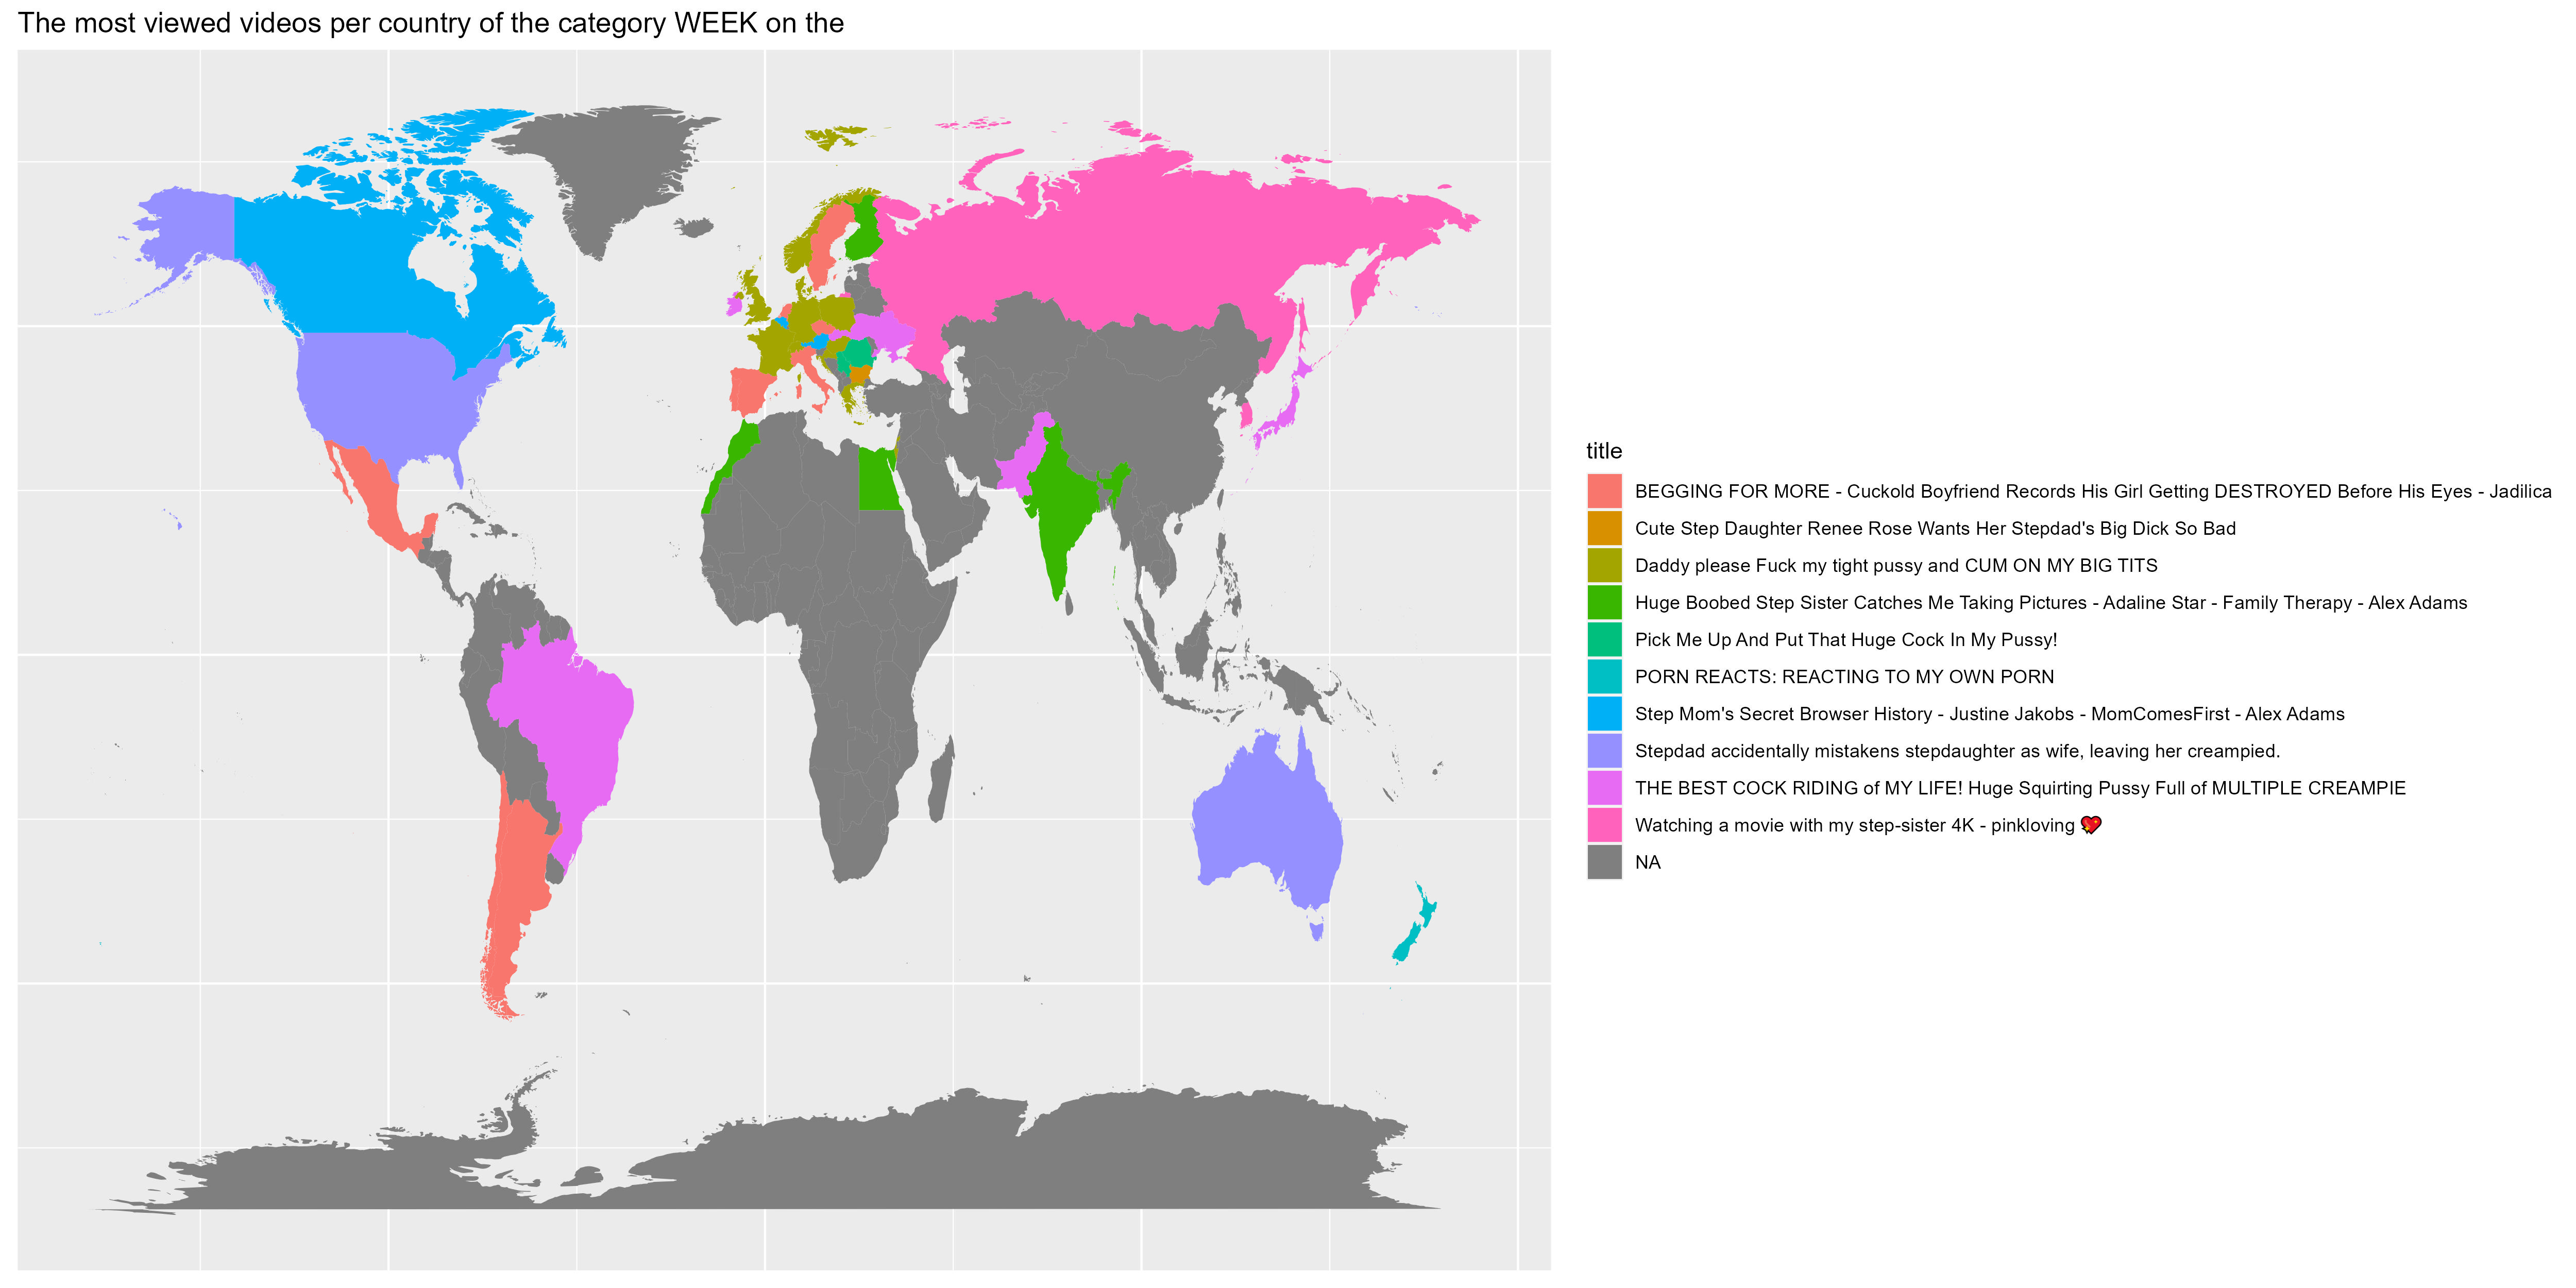 The most viewed videos per country of the category WEEK on the
title
BEGGING FOR MORE - Cuckold Boyfriend Records His Girl Getting DESTROYED Before His Eyes - Jadilica
Cute Step Daughter Renee Rose Wants Her Stepdad's Big Dick So Bad
Daddy please Fuck my tight pussy and CUM ON MY BIG TITS
Huge Boobed Step Sister Catches Me Taking Pictures - Adaline Star - Family Therapy - Alex Adams
Pick Me Up And Put That Huge Cock In My Pussy!
PORN REACTS: REACTING TO MY OWN PORN
Step Mom's Secret Browser History - Justine Jakobs - MomComesFirst - Alex Adams
Stepdad accidentally mistakens stepdaughter as wife, leaving her creampied.
THE BEST COCK RIDING of MY LIFE! Huge Squirting Pussy Full of MULTIPLE CREAMPIE
Watching a movie with my step-sister 4K - pinkloving 💖
NA